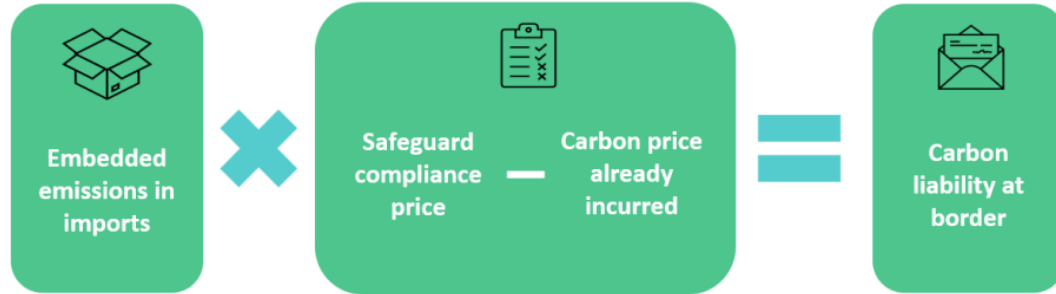 Embedded
emissions in
imports
Safeguard
compliance
price
Carbon price
already
incurred
Carbon
liability at
border